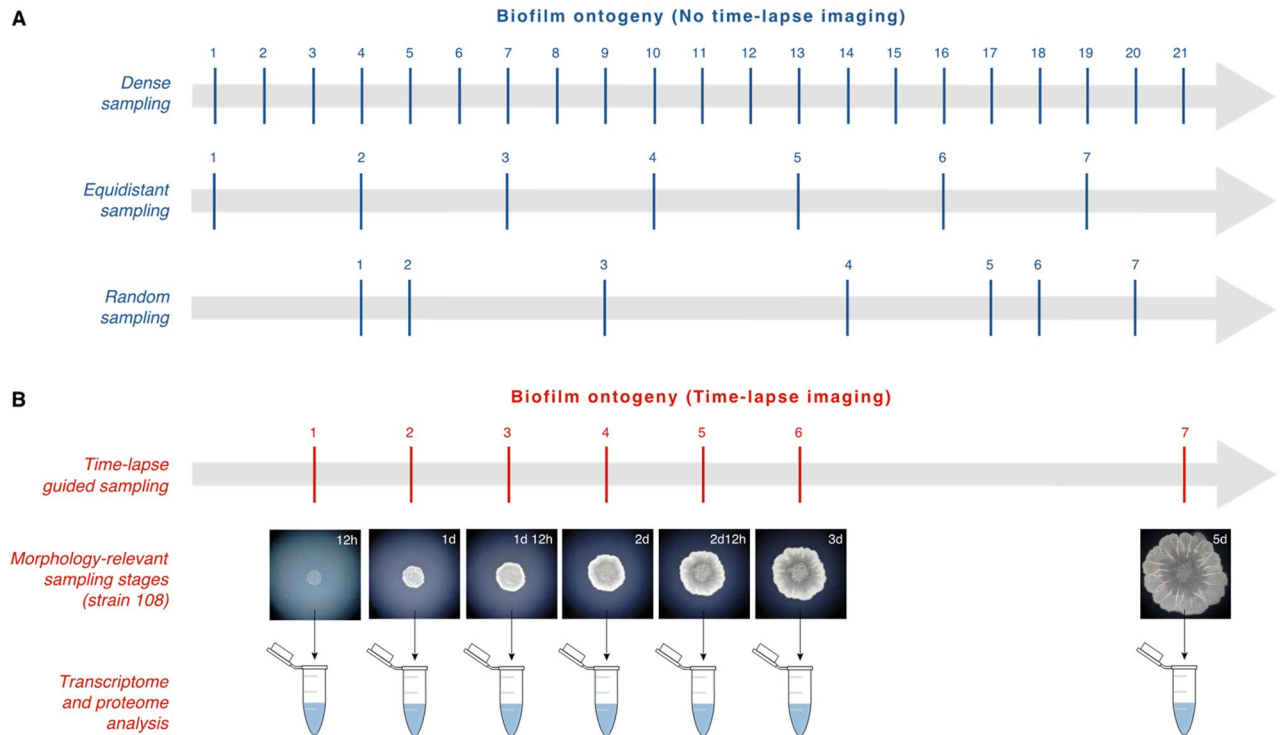 A
Biofilm ontogeny (No time-lapse imaging)
1 2 3 4 5 6 7 8 9 10 11 12 13 14 15 16 17 18 19 20 21
Dense
sampling
1 2 3 4 5 6 7
Equidistant
sampling
1 2 3 4 5 6 7
Random
sampling
B
Biofilm ontogeny (Time-lapse imaging)
1 2 3 4 5 6 7
Time-lapse
guided sampling
12h 1d 1d 12h 2d 2d12h 3d 5d
Morphology-relevant
sampling stages
(strain 108)
Transcriptome
and proteome
analysis